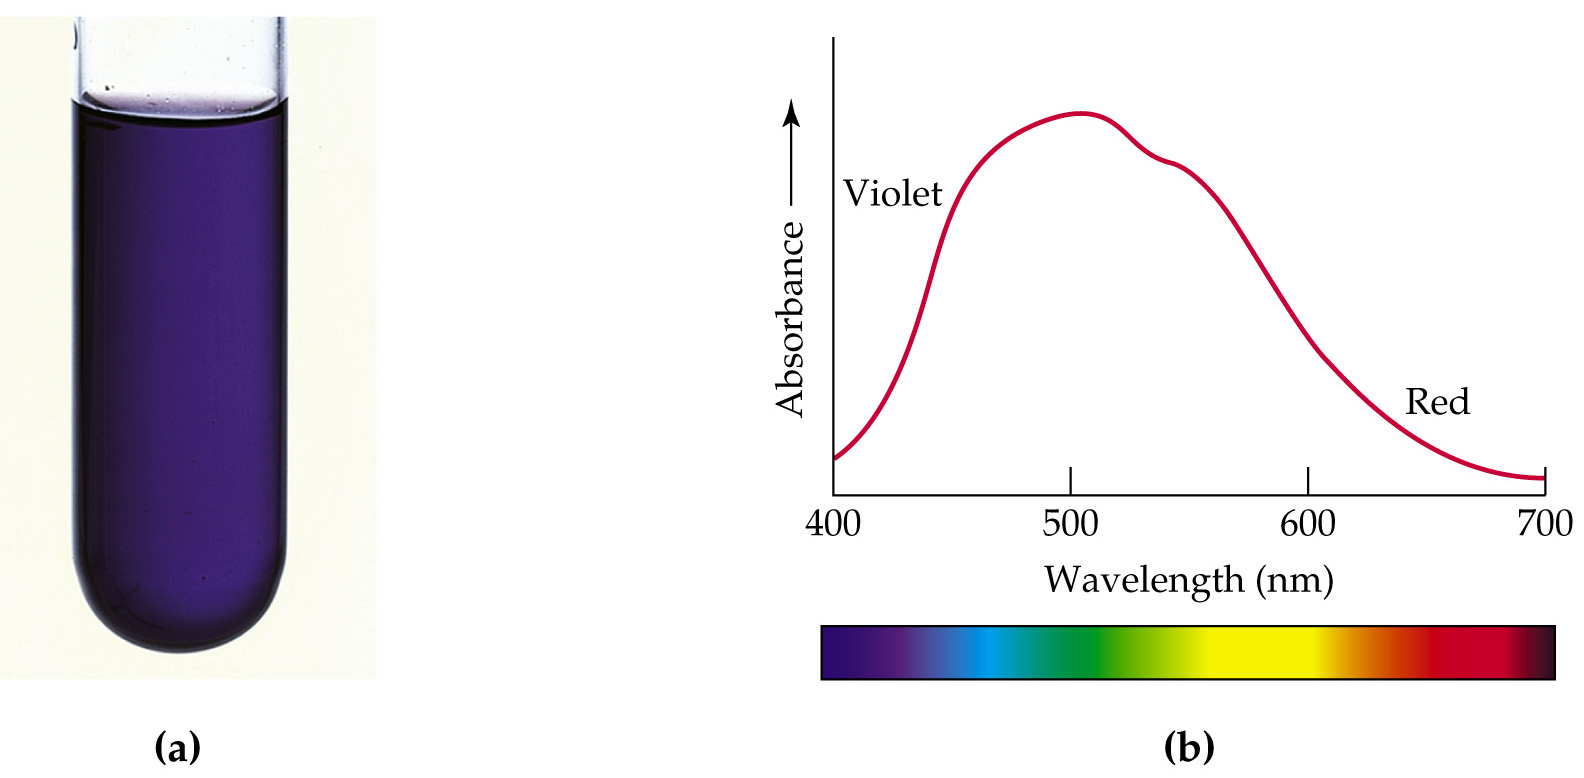 Violet
Red
Absorbance
400 500 600 700
Wavelength (nm)
(a)
(b)